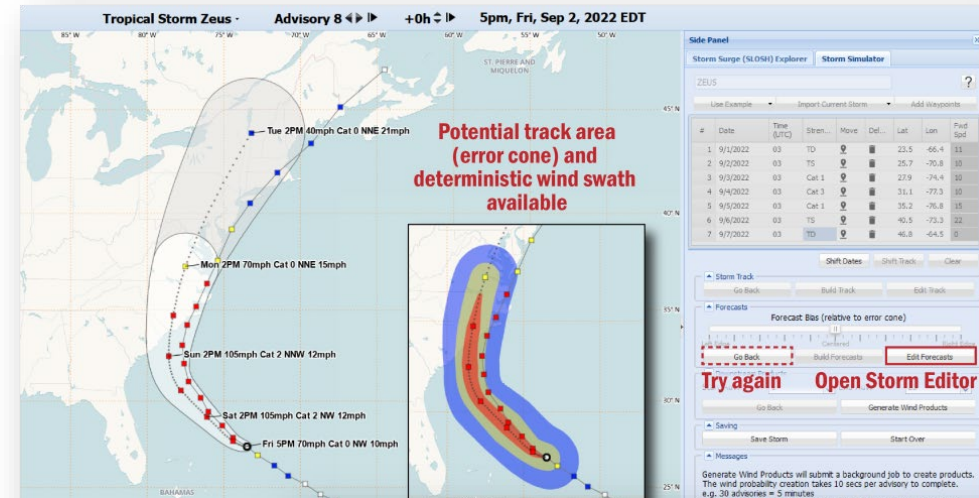 Tropical Storm Zeus - Advisory 8 +0h 5pm, Fri, Sep 2, 2022 EDT
85° W 80° W 75° W 70° W 65° W 60° W 55° W 50° W
ST. PIERRE AND
MIQUELON
45° N
Tue 2PM 40mph Cat 0 NNE 21mph
Potential track area
(error cone) and
deterministic wind swath
available
40° N
Mon 2PM 70mph Cat 0 NNE 15mph
35° N
Sun 2PM 105mph Cat 2 NNW 12mph
30° N
Sat 2PM 105mph Cat 2 NW 12mph
Fri 5PM 70mph Cat 0 NW 10mph
25° N
BAHAMAS
Side Panel
Storm Surge (SLOSH) Explorer Storm Simulator
ZEUS ?
Use Example Import Current Storm Add Waypoints
# Date Time (UTC) Stren... Move Del... Lat Lon Fwd Spd
1 9/1/2022 03 TD 23.5 -66.4 11
2 9/2/2022 03 TS 25.7 -70.8 10
3 9/3/2022 03 Cat 1 27.9 -74.4 10
4 9/4/2022 03 Cat 3 31.1 -77.3 10
5 9/5/2022 03 Cat 1 35.2 -76.8 15
6 9/6/2022 03 TS 40.5 -73.3 22
7 9/7/2022 03 TD 46.8 -64.5 0
Shift Dates Shift Track Clear
Storm Track
Go Back Build Track Edit Track
Forecasts
Forecast Bias (relative to error cone)
Left Edge Centered Right Edge
Go Back Build Forecasts Edit Forecasts
Try again Open Storm Editor
Go Back Generate Wind Products
Saving
Save Storm Start Over
Messages
Generate Wind Products will submit a background job to create products.
The wind probability creation takes 10 secs per advisory to complete.
e.g. 30 advisories = 5 minutes